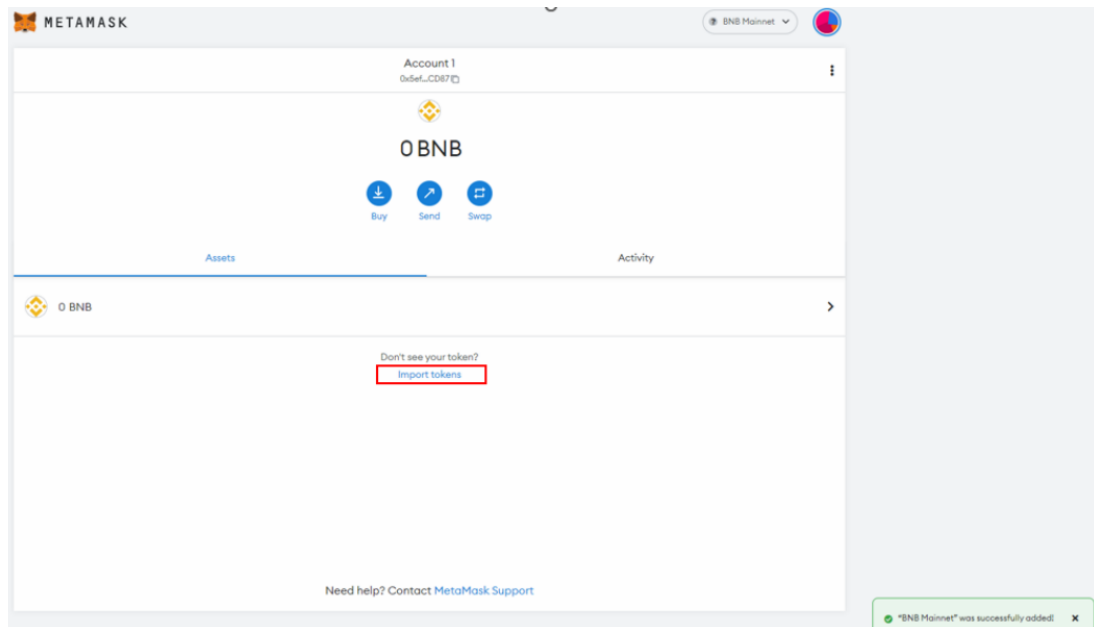 METAMASK
BNB Mainnet
Account 1
0x5ef...CD87
0 BNB
Buy
Send
Swap
Assets
Activity
0 BNB
Don't see your token?
Import tokens
Need help? Contact MetaMask Support
"BNB Mainnet" was successfully added!